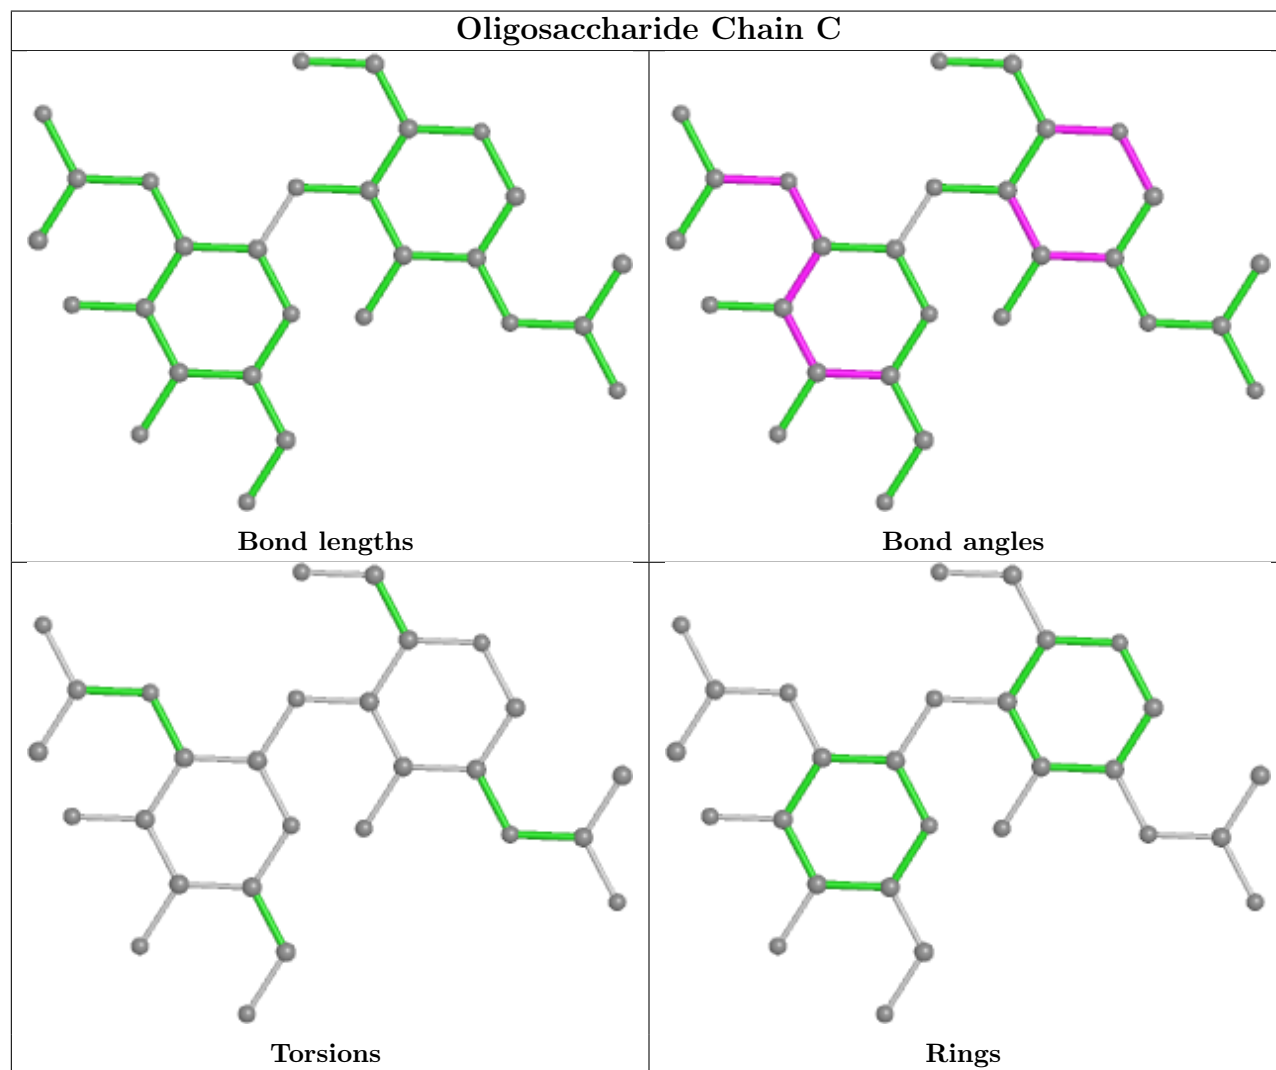 Oligosaccharide Chain C
Bond lengths
Bond angles
Torsions
Rings